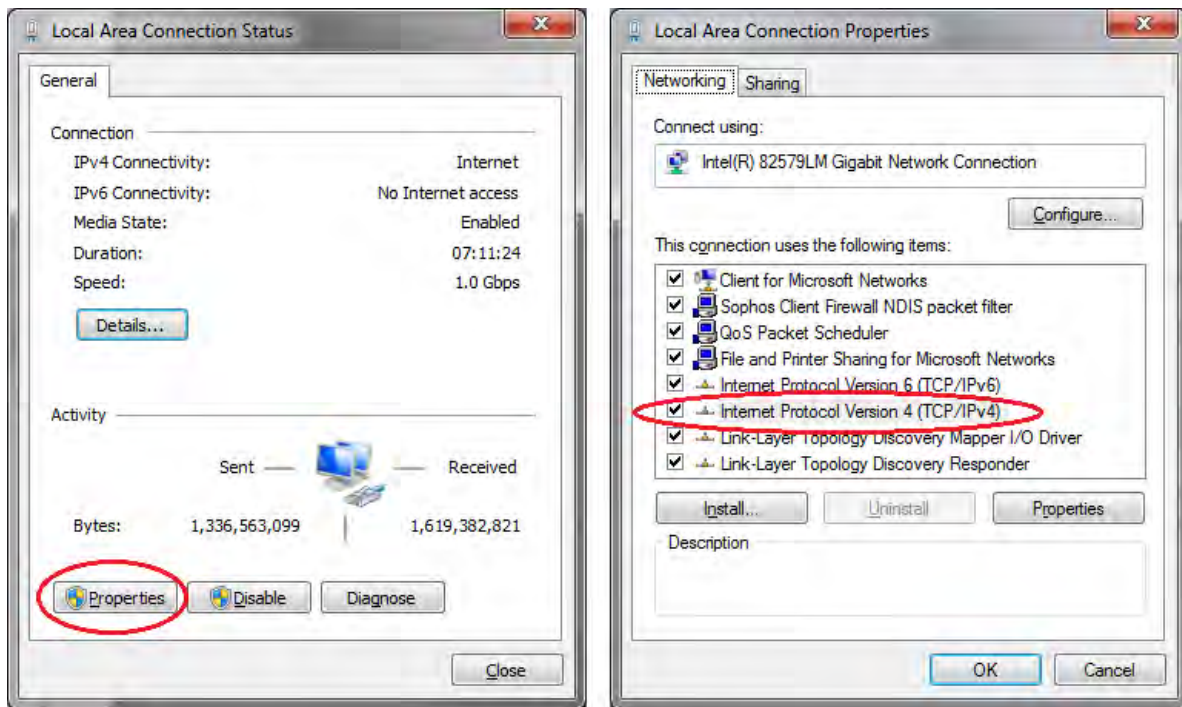 Local Area Connection Status
General
Connection
IPv4 Connectivity: Internet
IPv6 Connectivity: No Internet access
Media State: Enabled
Duration: 07:11:24
Speed: 1.0 Gbps
Details...
Activity
Sent Received
Bytes: 1,336,563,099 1,619,382,821
Properties Disable Diagnose
Close
Local Area Connection Properties
Networking Sharing
Connect using:
Intel(R) 82579LM Gigabit Network Connection
Configure...
This connection uses the following items:
Client for Microsoft Networks
Sophos Client Firewall NDIS packet filter
QoS Packet Scheduler
File and Printer Sharing for Microsoft Networks
Internet Protocol Version 6 (TCP/IPv6)
Internet Protocol Version 4 (TCP/IPv4)
Link-Layer Topology Discovery Mapper I/O Driver
Link-Layer Topology Discovery Responder
Install... Uninstall Properties
Description
OK Cancel